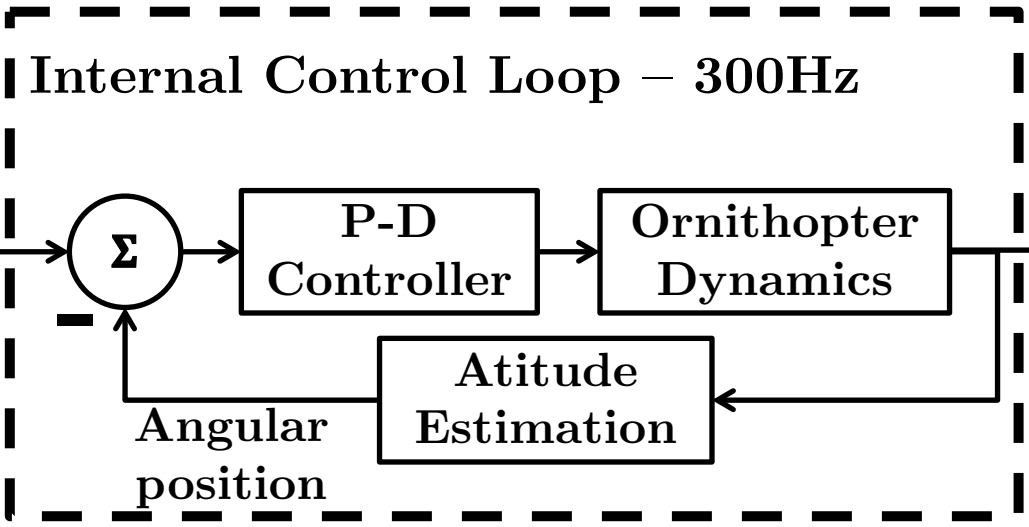 Internal Control Loop – 300Hz
Σ
P-D
Controller
Ornithopter
Dynamics
Atitude
Estimation
Angular
position